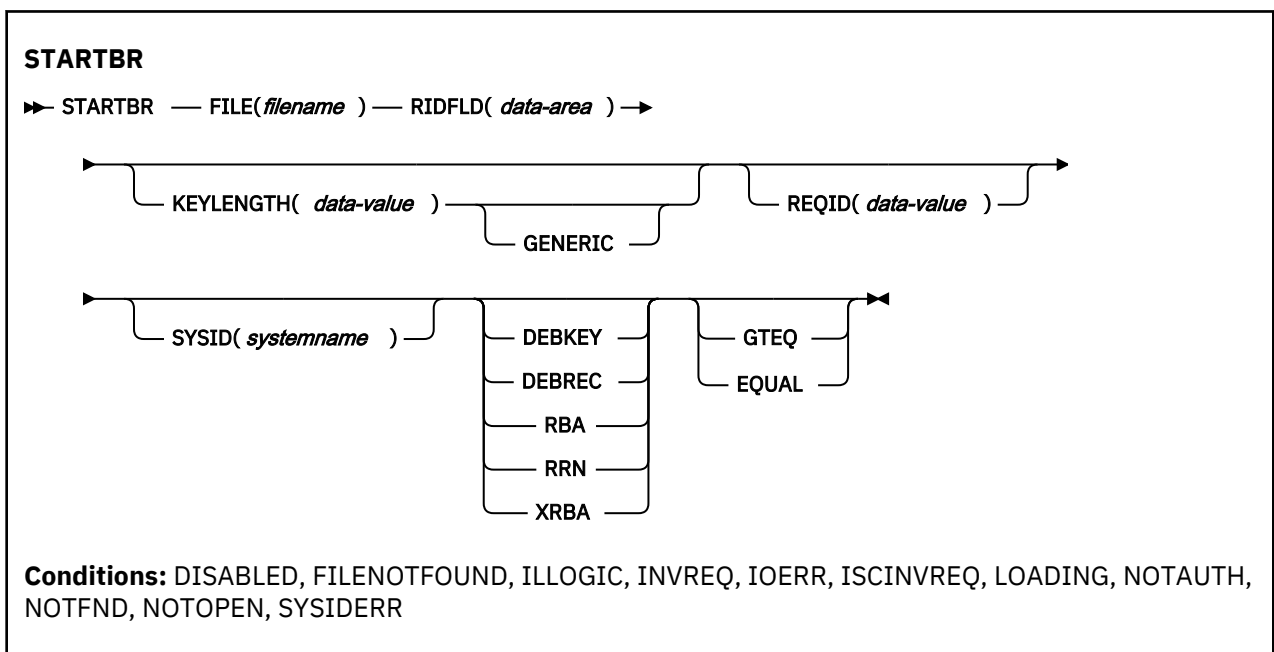 STARTBR
STARTBR FILE(filename ) RIDFLD( data-area )
KEYLENGTH( data-value ) REQID( data-value )
GENERIC
SYSID( systemname ) DEBKEY GTEQ
DEBREC EQUAL
RBA
RRN
XRBA
Conditions: DISABLED, FILENOTFOUND, ILLOGIC, INVREQ, IOERR, ISCINVREQ, LOADING, NOTAUTH,
NOTFND, NOTOPEN, SYSIDERR